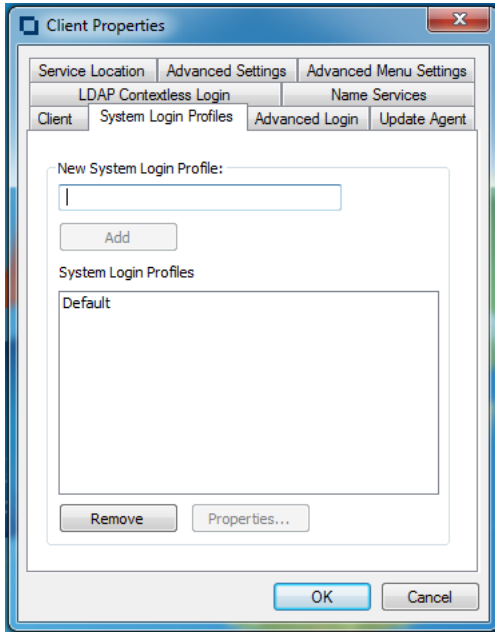 Client Properties
Service Location Advanced Settings Advanced Menu Settings
LDAP Contextless Login Name Services
Client System Login Profiles Advanced Login Update Agent
New System Login Profile:
Add
System Login Profiles
Default
Remove Properties...
OK Cancel